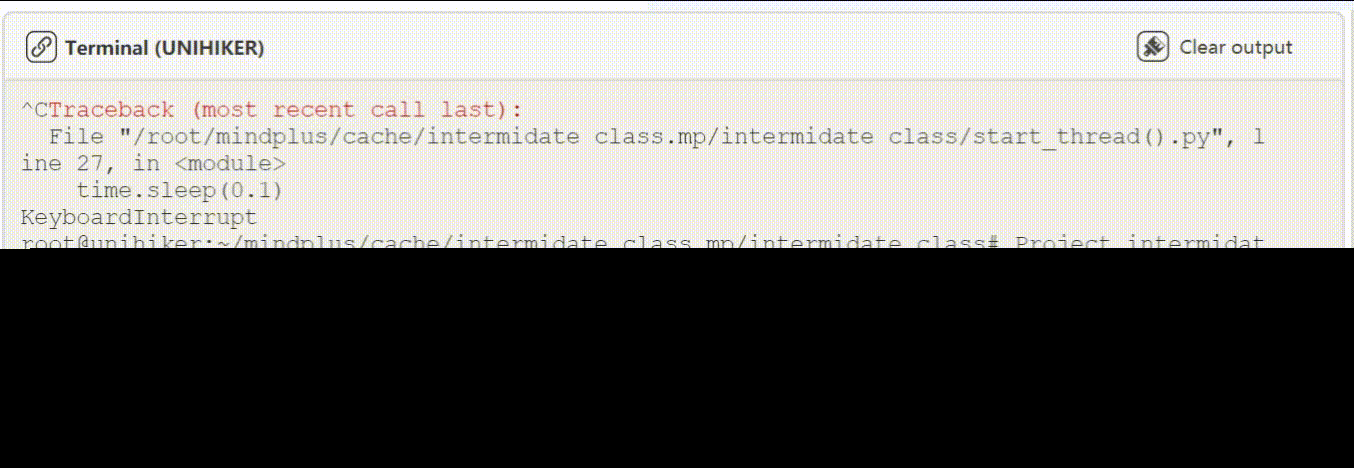 Terminal (UNIHIKER)
Clear output
^CTraceback (most recent call last):
  File "/root/mindplus/cache/intermidate class.mp/intermidate class/start_thread().py", l
ine 27, in <module>
    time.sleep(0.1)
KeyboardInterrupt
root@unihiker:~/mindplus/cache/intermidate class.mp/intermidate class# Project intermidat